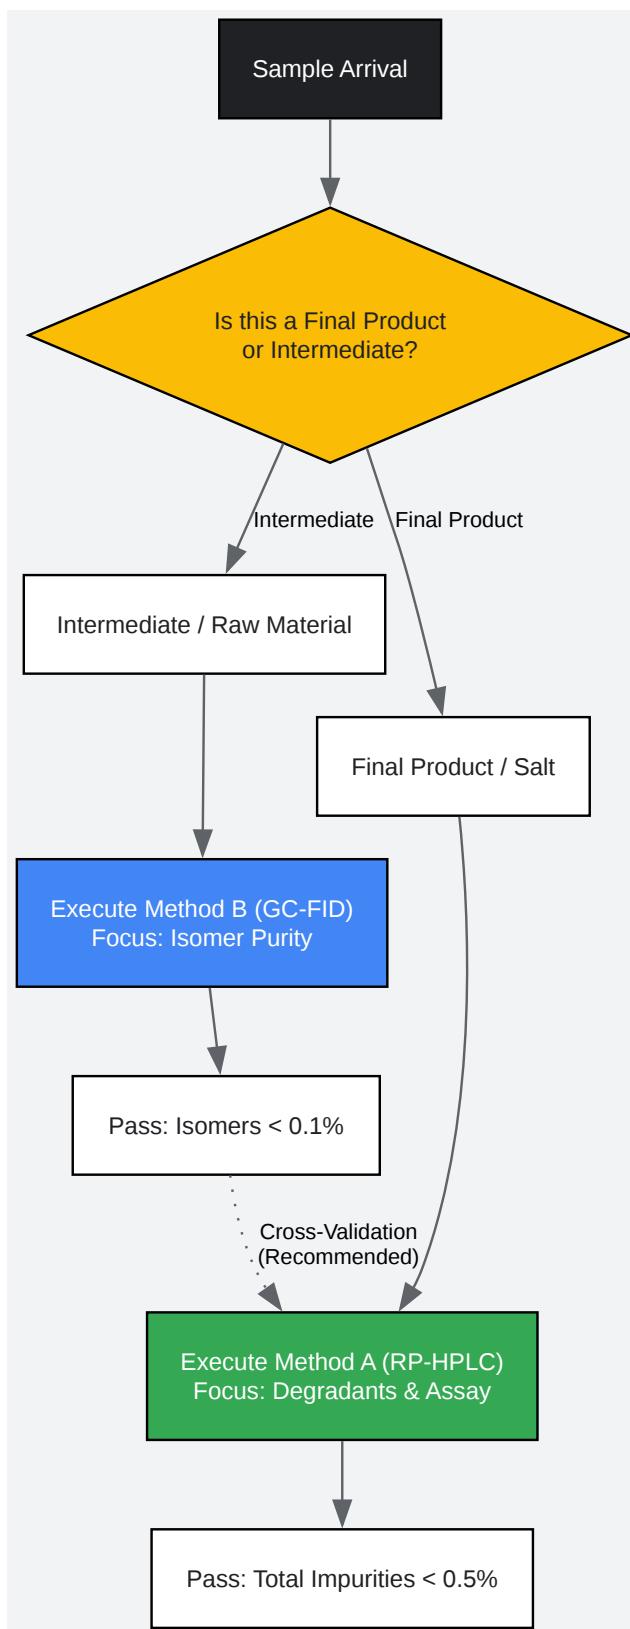 Sample Arrival
Is this a Final Product
or Intermediate?
Intermediate
Final Product
Intermediate / Raw Material
Final Product / Salt
Execute Method B (GC-FID)
Focus: Isomer Purity
Pass: Isomers < 0.1%
Cross-Validation
(Recommended)
Execute Method A (RP-HPLC)
Focus: Degradants & Assay
Pass: Total Impurities < 0.5%